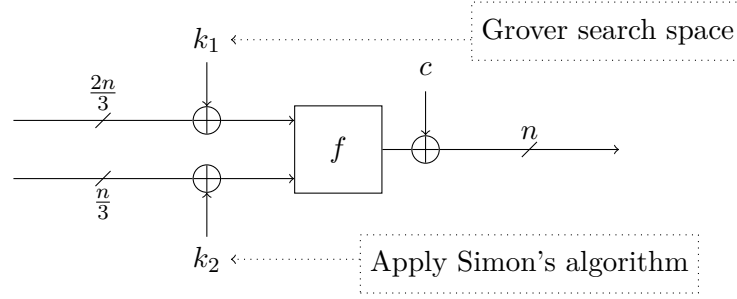 Grover search space
k₁
c
2n/3
f
n
n/3
k₂
Apply Simon's algorithm